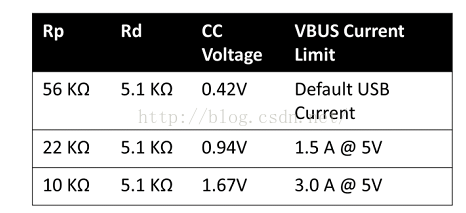 Rp Rd CC Voltage VBUS Current Limit
56 KΩ 5.1 KΩ 0.42V Default USB Current
http://blog.csdn.net/
22 KΩ 5.1 KΩ 0.94V 1.5 A @ 5V
10 KΩ 5.1 KΩ 1.67V 3.0 A @ 5V